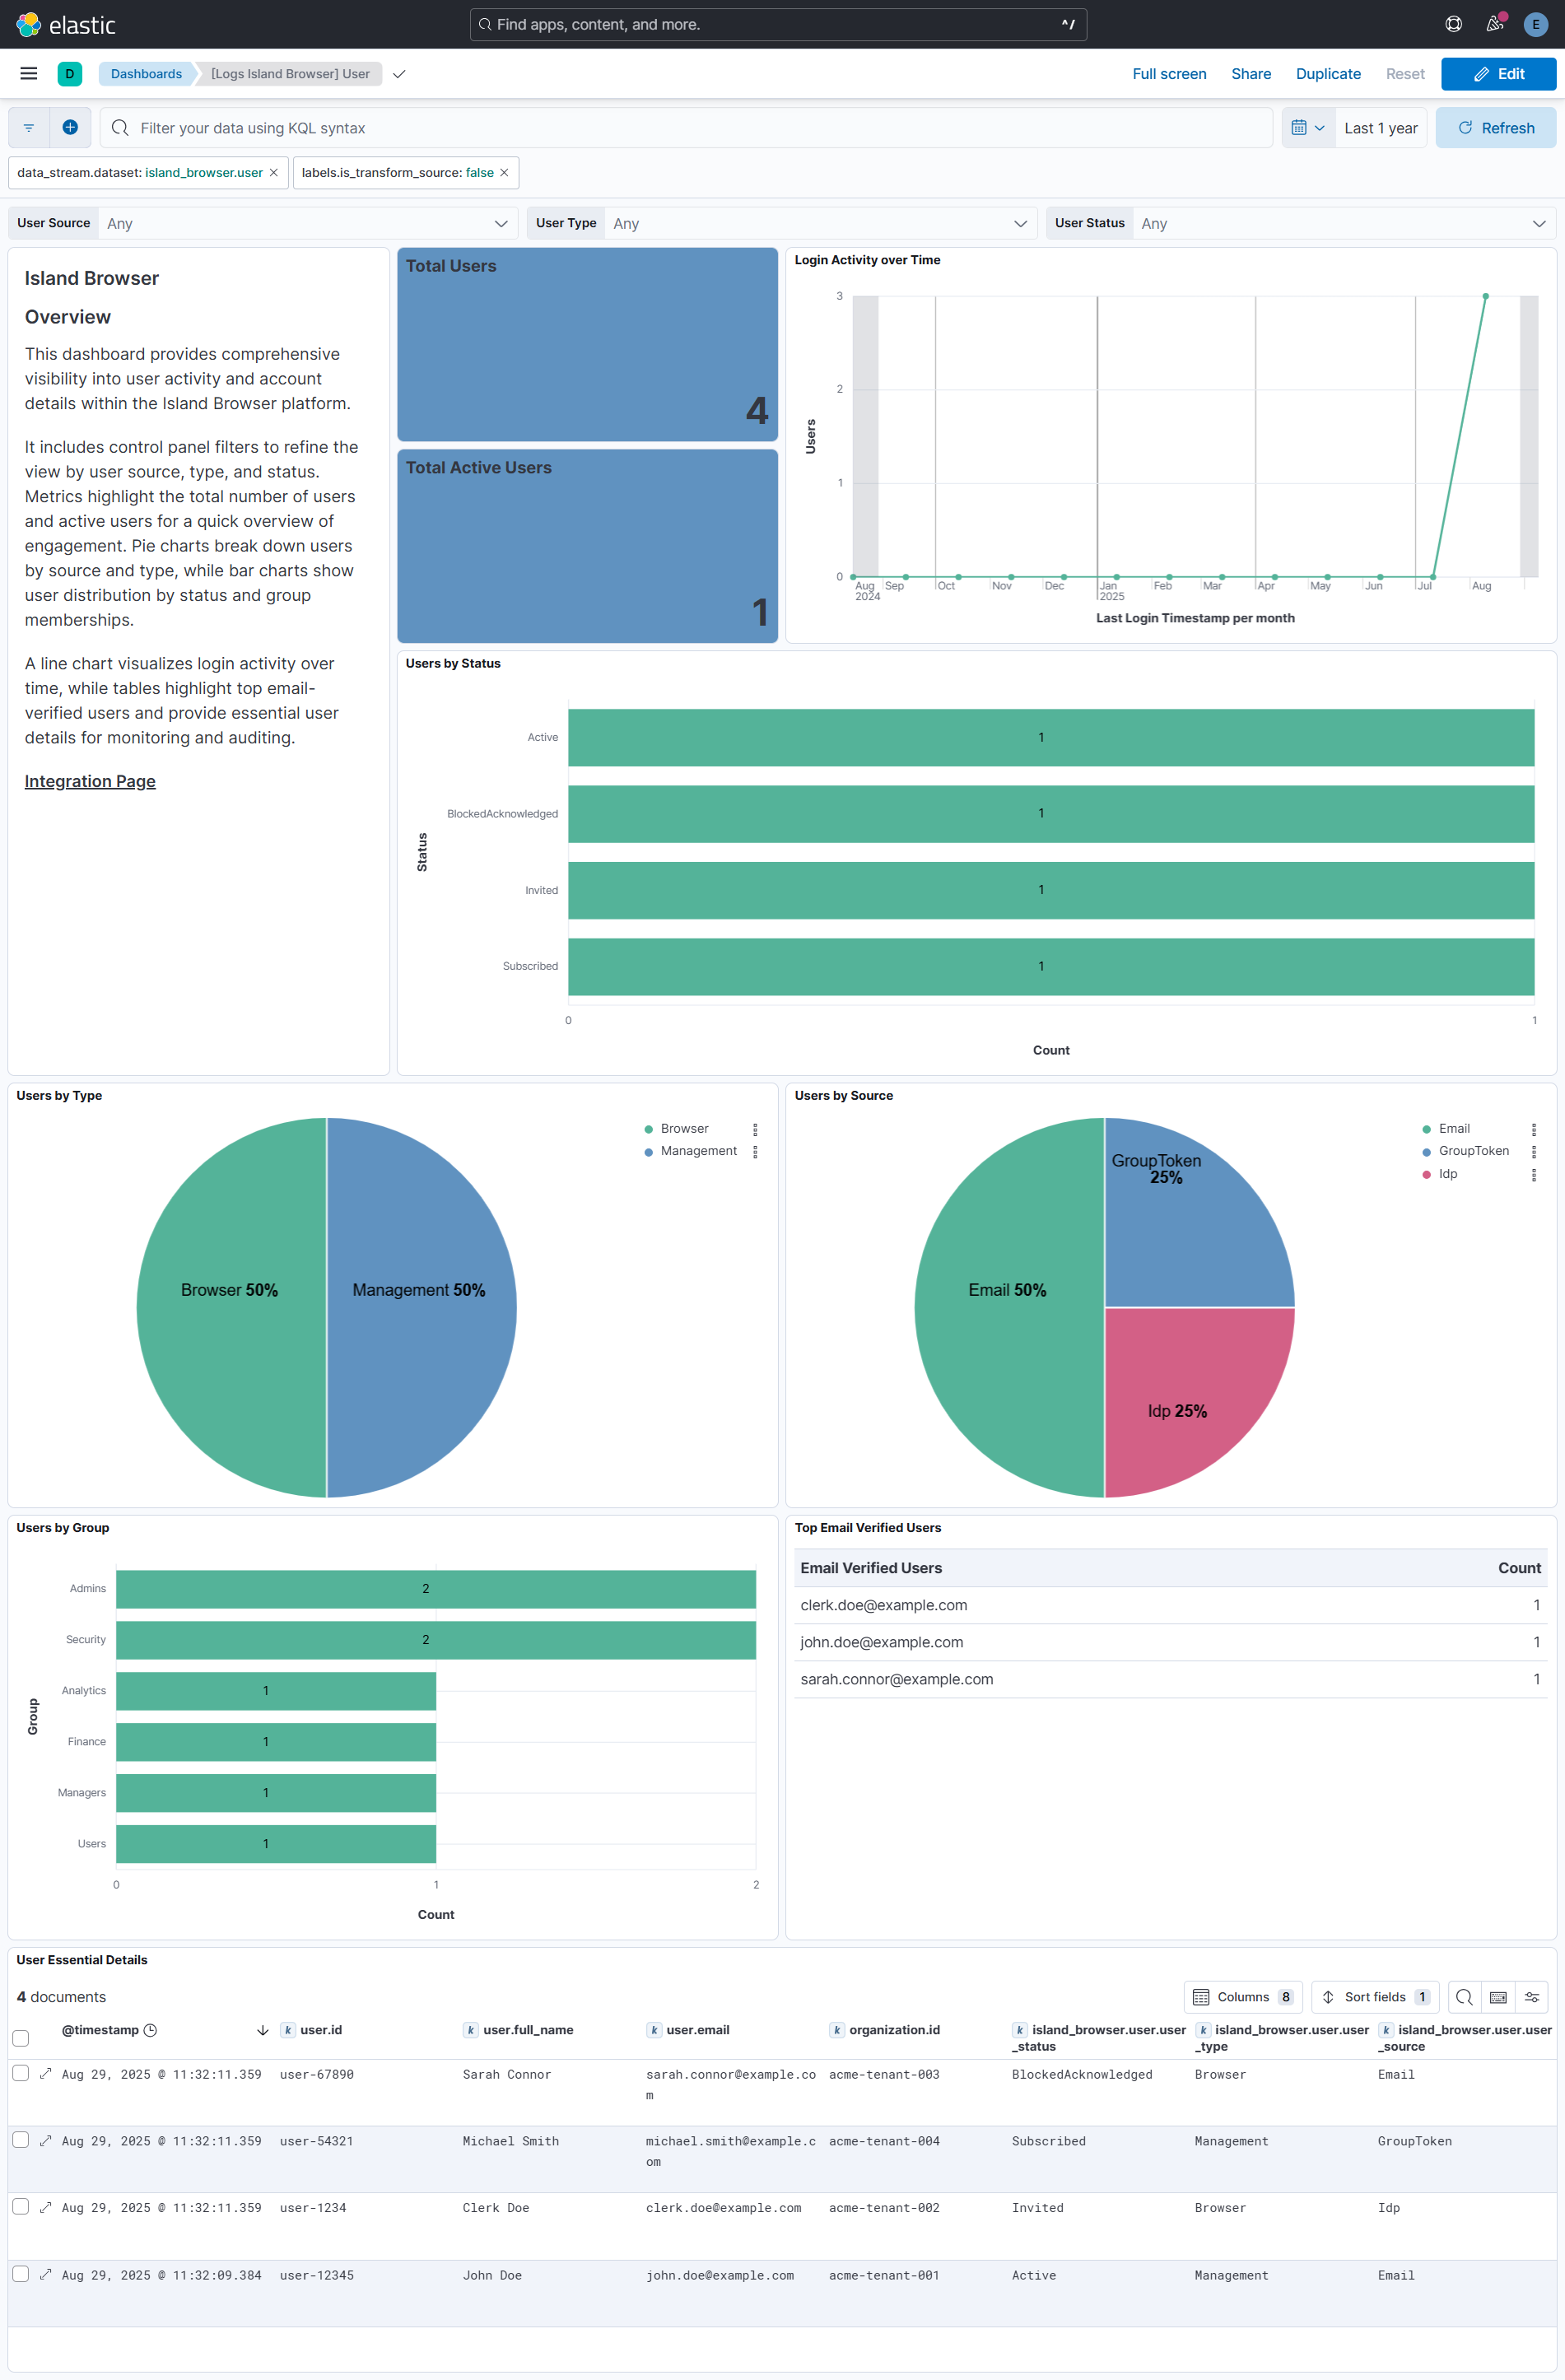 elastic
Find apps, content, and more.
^/
E
D
Dashboards
[Logs Island Browser] User
Full screen
Share
Duplicate
Reset
Edit
Filter your data using KQL syntax
Last 1 year
Refresh
data_stream.dataset: island_browser.user
labels.is_transform_source: false
User Source
Any
User Type
Any
User Status
Any
Island Browser
Overview
This dashboard provides comprehensive
visibility into user activity and account
details within the Island Browser platform.
It includes control panel filters to refine the
view by user source, type, and status.
Metrics highlight the total number of users
and active users for a quick overview of
engagement. Pie charts break down users
by source and type, while bar charts show
user distribution by status and group
memberships.
A line chart visualizes login activity over
time, while tables highlight top email-
verified users and provide essential user
details for monitoring and auditing.
Integration Page
Total Users
4
Total Active Users
1
Login Activity over Time
Users
3
2
1
0
Aug
2024
Sep
Oct
Nov
Dec
Jan
2025
Feb
Mar
Apr
May
Jun
Jul
Aug
Last Login Timestamp per month
Users by Status
Status
Active
1
BlockedAcknowledged
1
Invited
1
Subscribed
1
0
1
Count
Users by Type
Browser 50%
Management 50%
Browser
Management
Users by Source
GroupToken
25%
Email 50%
Idp 25%
Email
GroupToken
Idp
Users by Group
Group
Admins
2
Security
2
Analytics
1
Finance
1
Managers
1
Users
1
0
1
2
Count
Top Email Verified Users
Email Verified Users Count
clerk.doe@example.com 1
john.doe@example.com 1
sarah.connor@example.com 1
User Essential Details
4 documents
Columns 8
Sort fields 1
@timestamp
k user.id
k user.full_name
k user.email
k organization.id
k island_browser.user.user
_status
k island_browser.user.user
_type
k island_browser.user.user
_source
Aug 29, 2025 @ 11:32:11.359
user-67890
Sarah Connor
sarah.connor@example.co
m
acme-tenant-003
BlockedAcknowledged
Browser
Email
Aug 29, 2025 @ 11:32:11.359
user-54321
Michael Smith
michael.smith@example.c
om
acme-tenant-004
Subscribed
Management
GroupToken
Aug 29, 2025 @ 11:32:11.359
user-1234
Clerk Doe
clerk.doe@example.com
acme-tenant-002
Invited
Browser
Idp
Aug 29, 2025 @ 11:32:09.384
user-12345
John Doe
john.doe@example.com
acme-tenant-001
Active
Management
Email